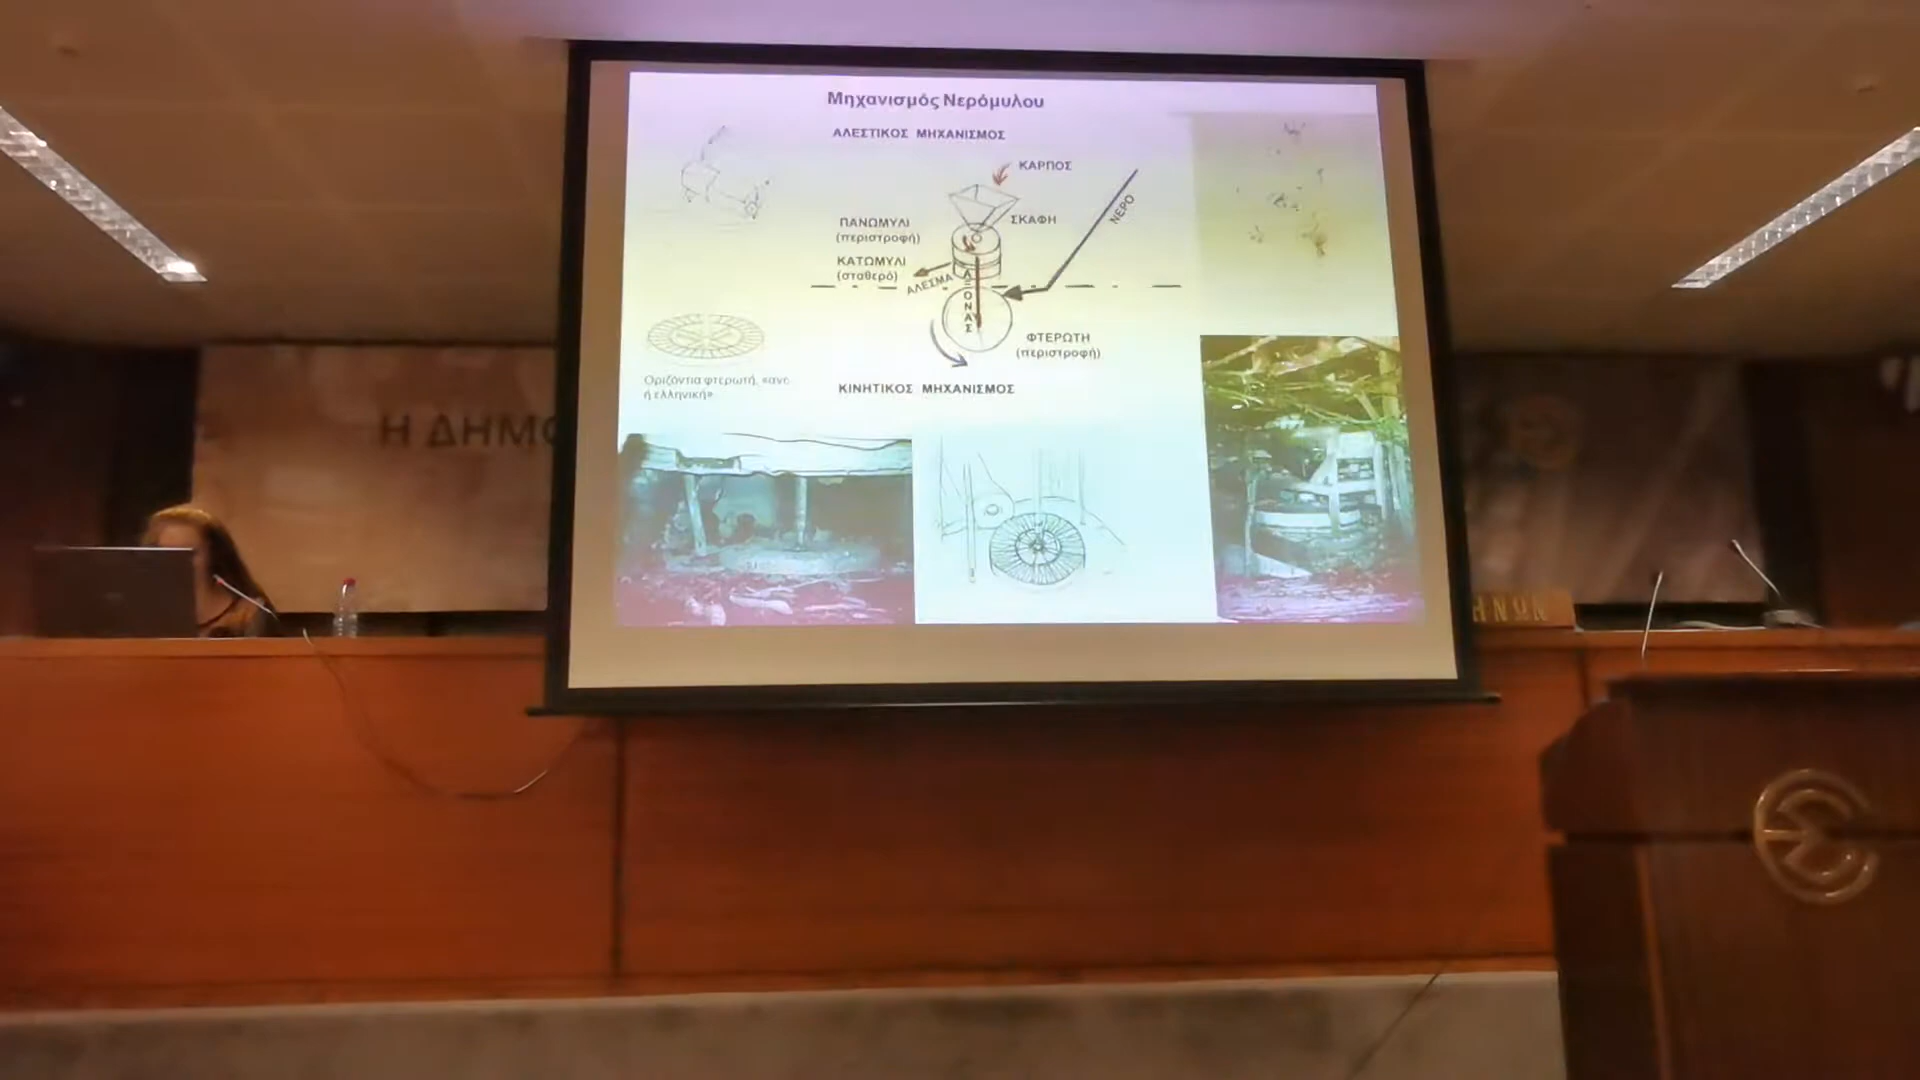 Μηχανισμός Νερόμυλου
ΑΛΕΣΤΙΚΟΣ ΜΗΧΑΝΙΣΜΟΣ
ΚΑΡΠΟΣ
ΣΚΑΦΗ
ΝΕΡΟ
ΠΑΝΩΜΥΛΙ
(περιστροφή)
ΚΑΤΩΜΥΛΙ
(σταθερό)
ΑΛΕΣΜΑ
ΑΞΟΝΑΣ
ΦΤΕΡΩΤΗ
(περιστροφή)
Οριζόντια φτερωτή,
ή ελληνική»
ΚΙΝΗΤΙΚΟΣ ΜΗΧΑΝΙΣΜΟΣ
Η ΔΗΜΟ
ΗΝΩΝ